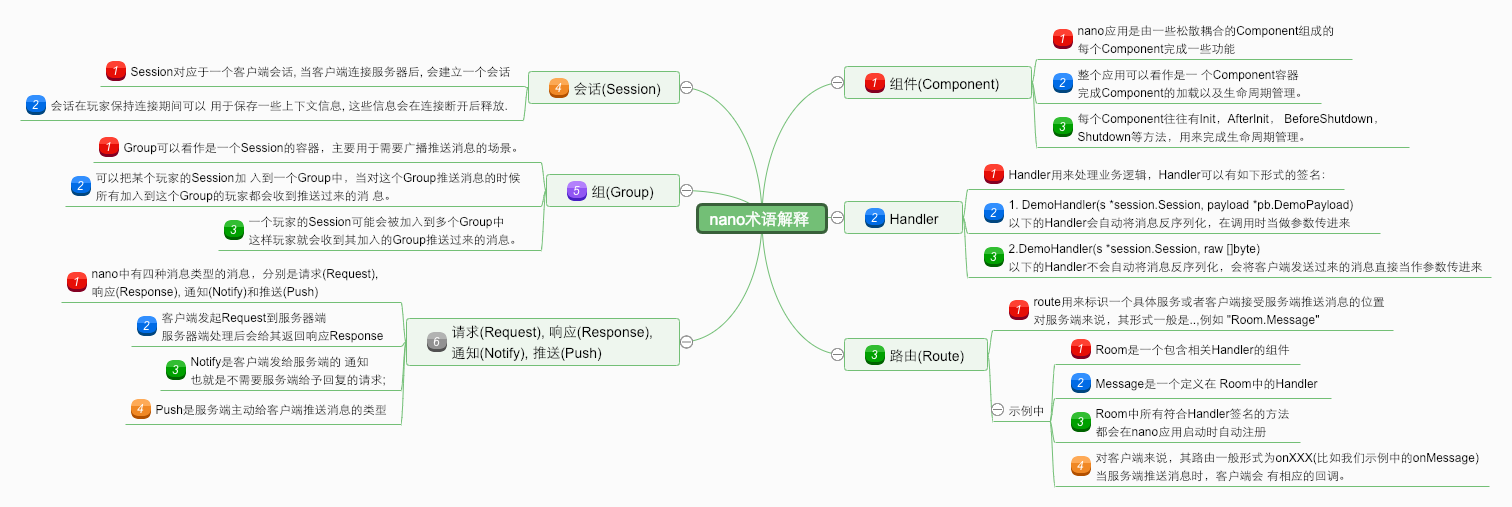 nano术语解释
1 组件(Component)
1 nano应用是由一些松散耦合的Component组成的
每个Component完成一些功能
2 整个应用可以看作是一 个Component容器
完成Component的加载以及生命周期管理。
3 每个Component往往有Init，AfterInit， BeforeShutdown，
Shutdown等方法，用来完成生命周期管理。
2 Handler
1 Handler用来处理业务逻辑，Handler可以有如下形式的签名：
2 1. DemoHandler(s *session.Session, payload *pb.DemoPayload)
以下的Handler会自动将消息反序列化，在调用时当做参数传进来
3 2.DemoHandler(s *session.Session, raw []byte)
以下的Handler不会自动将消息反序列化，会将客户端发送过来的消息直接当作参数传进来
3 路由(Route)
1 route用来标识一个具体服务或者客户端接受服务端推送消息的位置
对服务端来说，其形式一般是..,例如 "Room.Message"
示例中
1 Room是一个包含相关Handler的组件
2 Message是一个定义在 Room中的Handler
3 Room中所有符合Handler签名的方法
都会在nano应用启动时自动注册
4 对客户端来说，其路由一般形式为onXXX(比如我们示例中的onMessage)
当服务端推送消息时，客户端会 有相应的回调。
4 会话(Session)
1 Session对应于一个客户端会话, 当客户端连接服务器后, 会建立一个会话
2 会话在玩家保持连接期间可以 用于保存一些上下文信息, 这些信息会在连接断开后释放.
5 组(Group)
1 Group可以看作是一个Session的容器，主要用于需要广播推送消息的场景。
2 可以把某个玩家的Session加 入到一个Group中，当对这个Group推送消息的时候
所有加入到这个Group的玩家都会收到推送过来的消 息。
3 一个玩家的Session可能会被加入到多个Group中
这样玩家就会收到其加入的Group推送过来的消息。
6 请求(Request), 响应(Response),
通知(Notify), 推送(Push)
1 nano中有四种消息类型的消息，分别是请求(Request),
响应(Response), 通知(Notify)和推送(Push)
2 客户端发起Request到服务器端
服务器端处理后会给其返回响应Response
3 Notify是客户端发给服务端的 通知
也就是不需要服务端给予回复的请求;
4 Push是服务端主动给客户端推送消息的类型